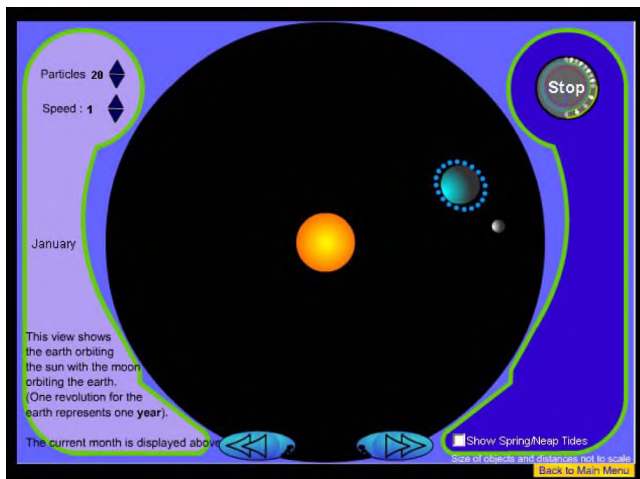 Particles 20
Speed : 1
Stop
January
This view shows
the earth orbiting
the sun with the moon
orbiting the earth.
(One revolution for the
earth represents one year).
The current month is displayed above
Show Spring/Neap Tides
Size of objects and distances not to scale
Back to Main Menu